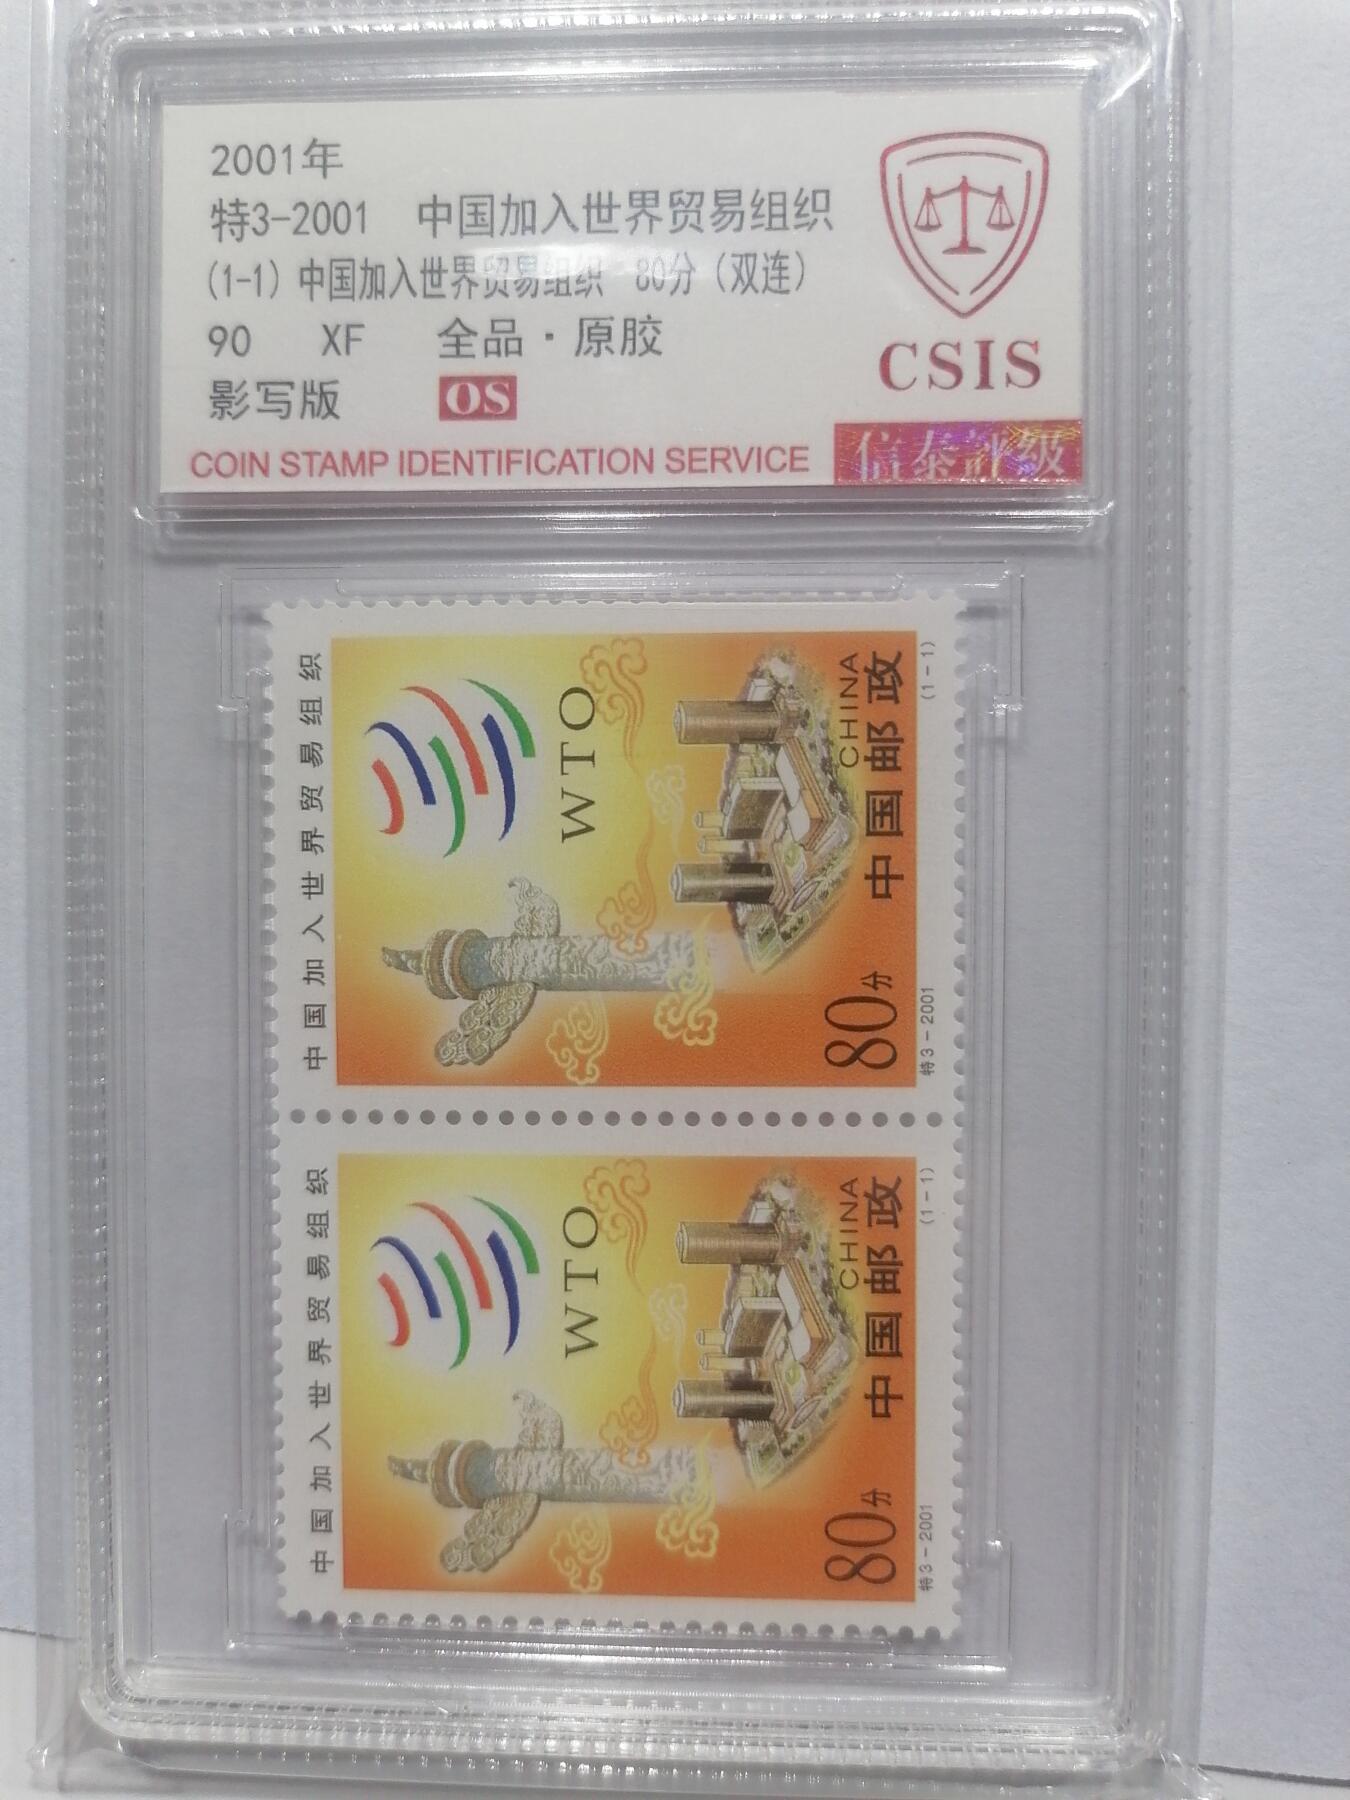 2001年
特3-2001 中国加入世界贸易组织
(1-1) 中国加入世界贸易组织 80分 (双连)
90 XF 全品·原胶
影写版 OS
CSIS
COIN STAMP IDENTIFICATION SERVICE
信泰評級
中国加入世界贸易组织
WTO
CHINA
中国邮政
80分
特3-2001
(1-1)
中国加入世界贸易组织
WTO
CHINA
中国邮政
80分
特3-2001
(1-1)